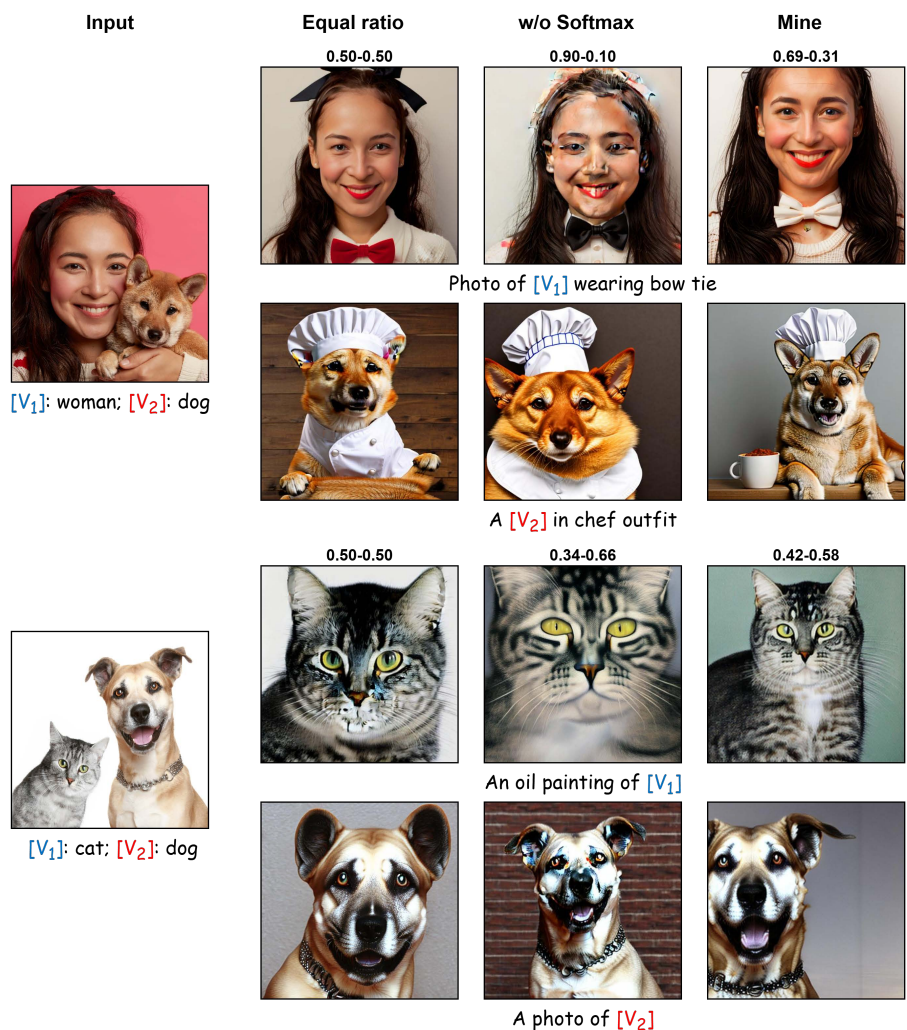 Input Equal ratio w/o Softmax Mine
0.50-0.50 0.90-0.10 0.69-0.31
Photo of [V1] wearing bow tie
[V1]: woman; [V2]: dog
A [V2] in chef outfit
0.50-0.50 0.34-0.66 0.42-0.58
An oil painting of [V1]
[V1]: cat; [V2]: dog
A photo of [V2]